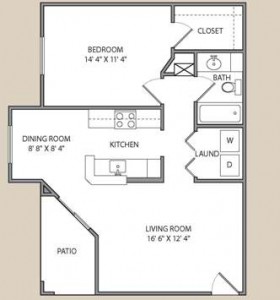 CLOSET
BEDROOM
14' 4" X 11' 4"
BATH
DINING ROOM
8' 8" X 8' 4"
KITCHEN
W
LAUND
D
LIVING ROOM
16' 6" X 12' 4"
PATIO